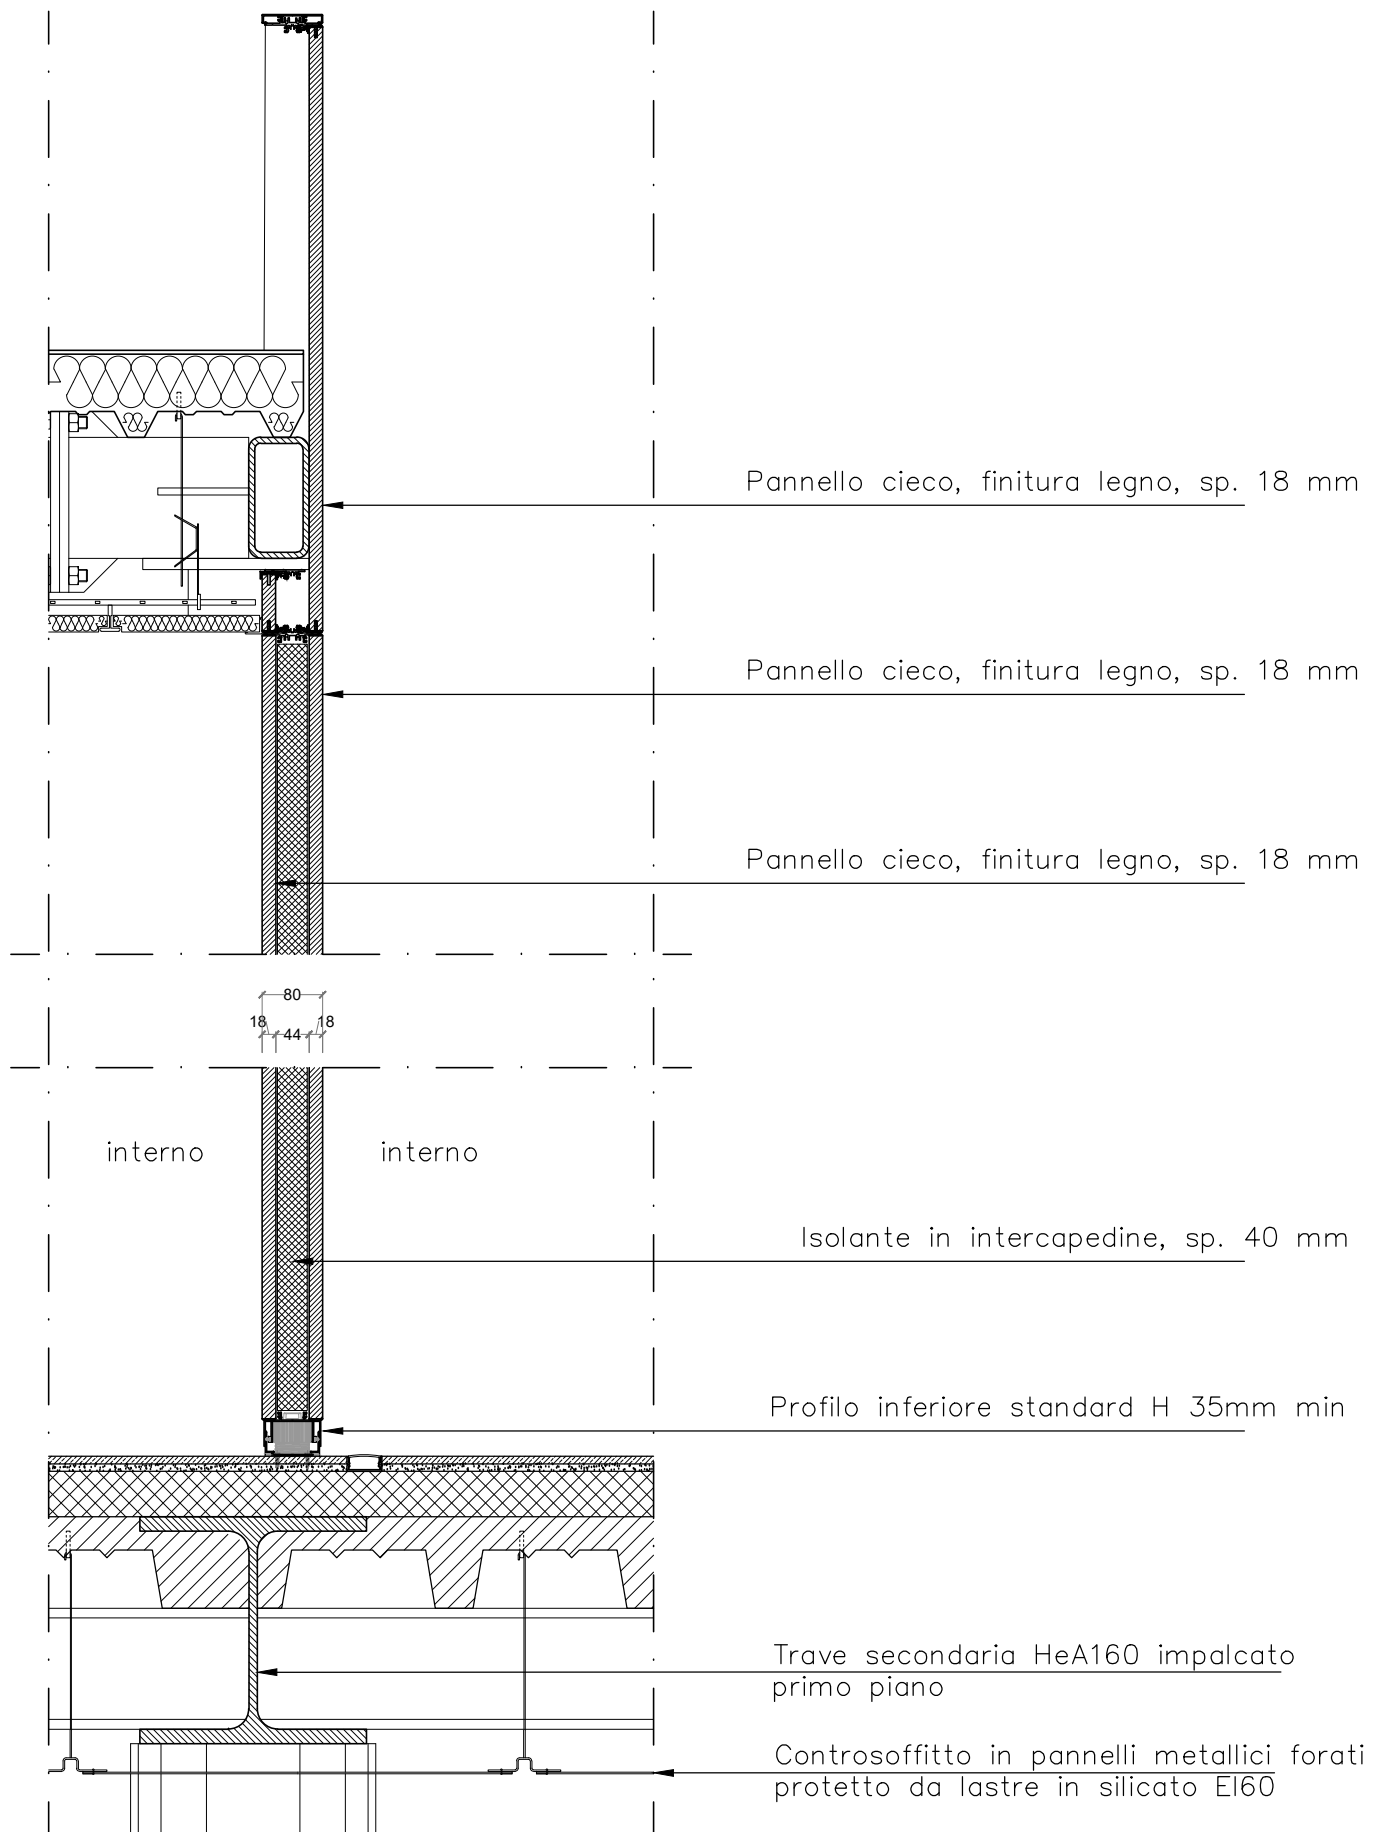 Pannello cieco, finitura legno, sp. 18 mm
Pannello cieco, finitura legno, sp. 18 mm
Pannello cieco, finitura legno, sp. 18 mm
80
18
44
18
interno
interno
Isolante in intercapedine, sp. 40 mm
Profilo inferiore standard H 35mm min
Trave secondaria HeA160 impalcato
primo piano
Controsoffitto in pannelli metallici forati
protetto da lastre in silicato EI60